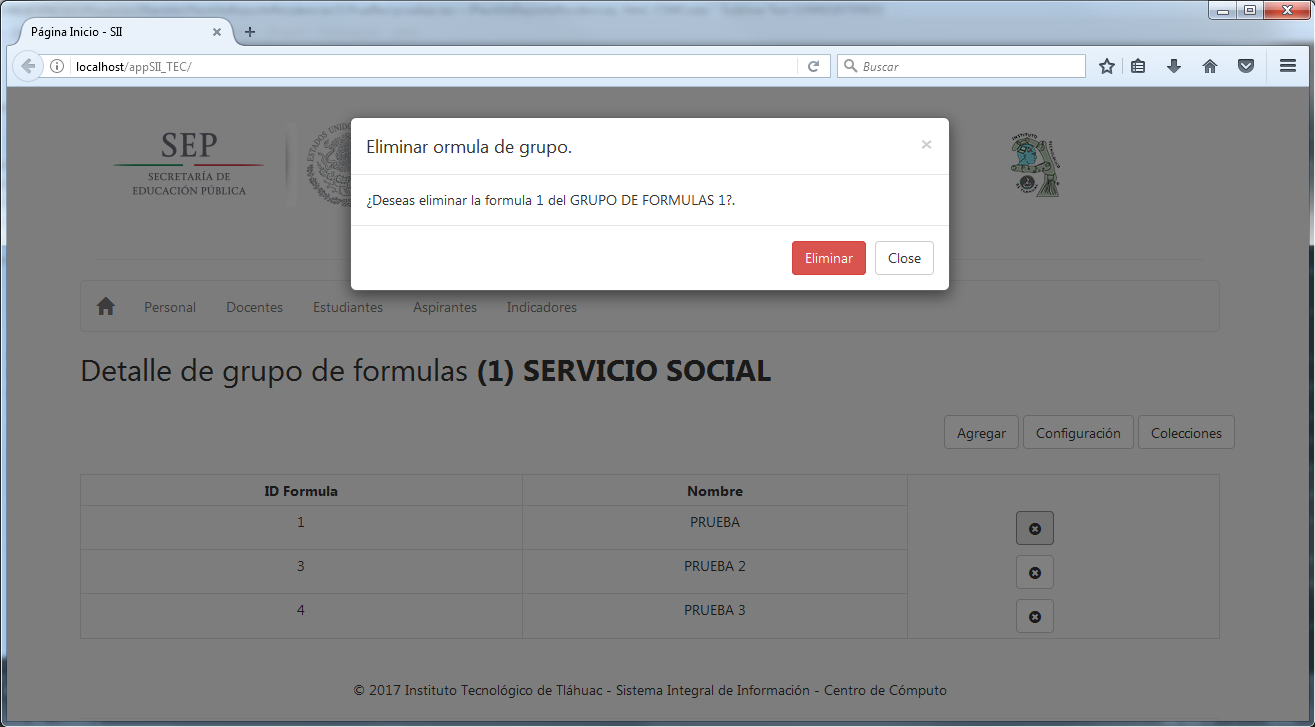 Página Inicio - SII
localhost/appSII_TEC/
Buscar
SEP
SECRETARÍA DE
EDUCACIÓN PÚBLICA
ESTADOS UNIDO
INSTITUTO
Eliminar ormula de grupo.
¿Deseas eliminar la formula 1 del GRUPO DE FORMULAS 1?.
Eliminar Close
Personal Docentes Estudiantes Aspirantes Indicadores
Detalle de grupo de formulas (1) SERVICIO SOCIAL
Agregar Configuración Colecciones
ID Formula Nombre
1 PRUEBA
3 PRUEBA 2
4 PRUEBA 3
© 2017 Instituto Tecnológico de Tláhuac - Sistema Integral de Información - Centro de Cómputo